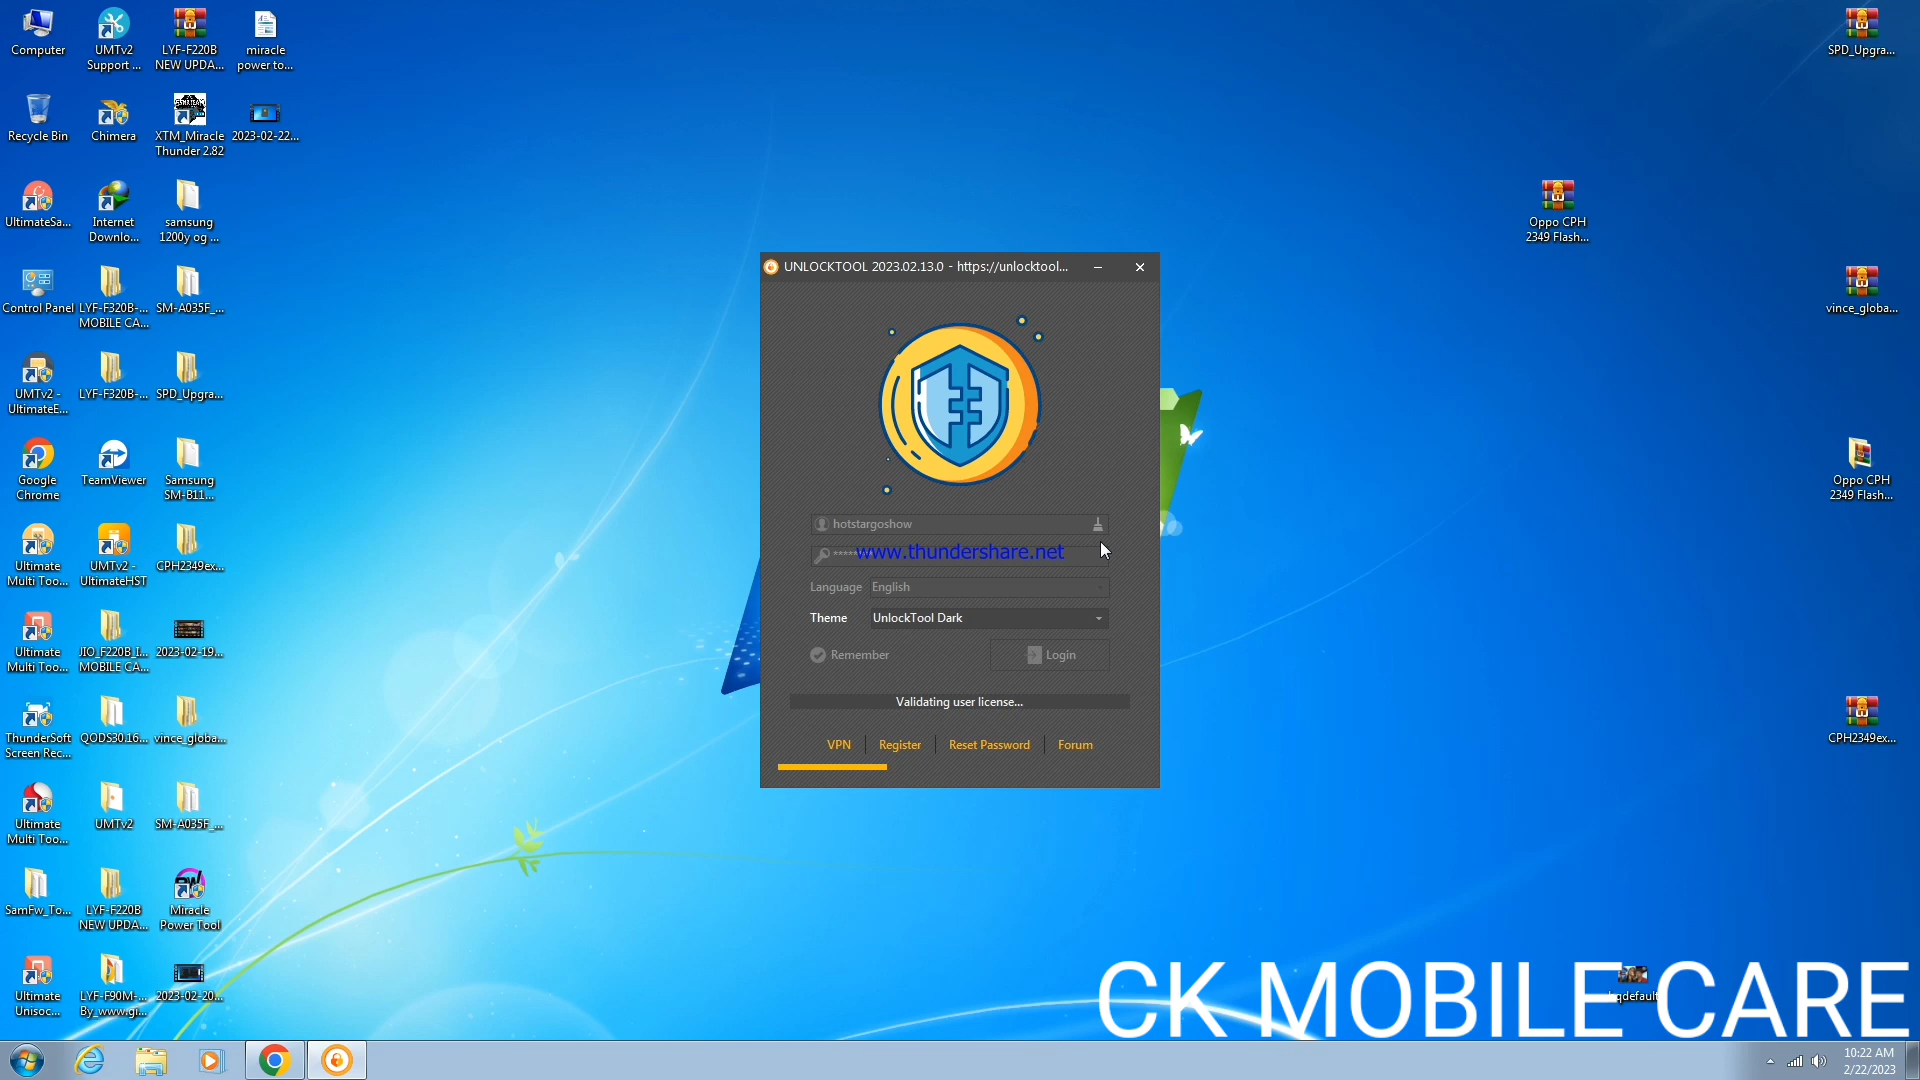 Computer
UMTv2
Support ...
LYF-F220B
NEW UPDA...
miracle
power to...
SPD_Upgra...
Recycle Bin
Chimera
XTM_Miracle
Thunder 2.82
2023-02-22...
UltimateSa...
Internet
Downlo...
samsung
1200y og ...
Oppo CPH
2349 Flash...
Control Panel
LYF-F320B-...
MOBILE CA...
SM-A035F_...
vince_globa...
UMTv2 -
UltimateE...
LYF-F320B-...
SPD_Upgra...
Google
Chrome
TeamViewer
Samsung
SM-B11...
Oppo CPH
2349 Flash...
Ultimate
Multi Too...
UMTv2 -
UltimateHST
CPH2349ex...
Ultimate
Multi Too...
JIO_F220B_I...
MOBILE CA...
2023-02-19...
ThunderSoft
Screen Rec...
QODS30.16...
vince_globa...
CPH2349ex...
Ultimate
Multi Too...
UMTv2
SM-A035F_...
SamFw_To...
LYF-F220B
NEW UPDA...
Miracle
Power Tool
Ultimate
Unisoc...
LYF-F90M-...
By_www.gi...
2023-02-20...
UNLOCKTOOL 2023.02.13.0 - https://unlocktool...
hotstargoshow
www.thundershare.net
Language English
Theme UnlockTool Dark
Remember
Login
Validating user license...
VPN Register Reset Password Forum
CK MOBILE CARE
10:22 AM
2/22/2023